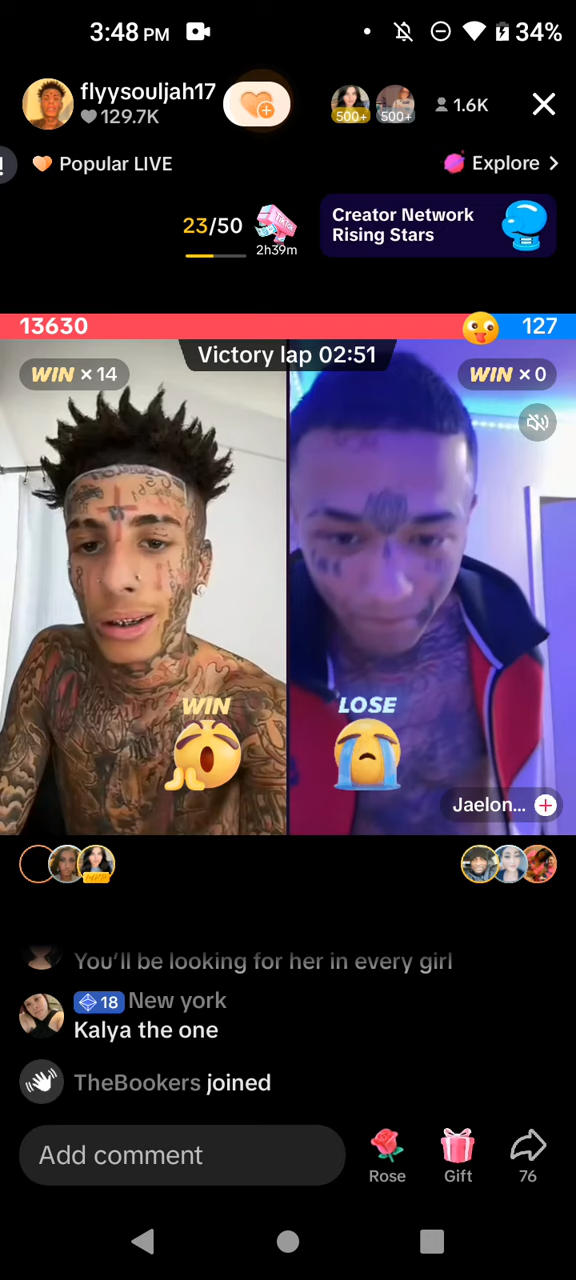 3:48 PM
34%
flyysouljah17
129.7K
500+
500+
1.6K
Popular LIVE
Explore >
23/50
TikTok
2h39m
Creator Network
Rising Stars
13630
127
Victory lap 02:51
WIN × 14
WIN × 0
WIN
LOSE
Jaelon... +
You'll be looking for her in every girl
18 New york
Kalya the one
TheBookers joined
Add comment
Rose
Gift
76